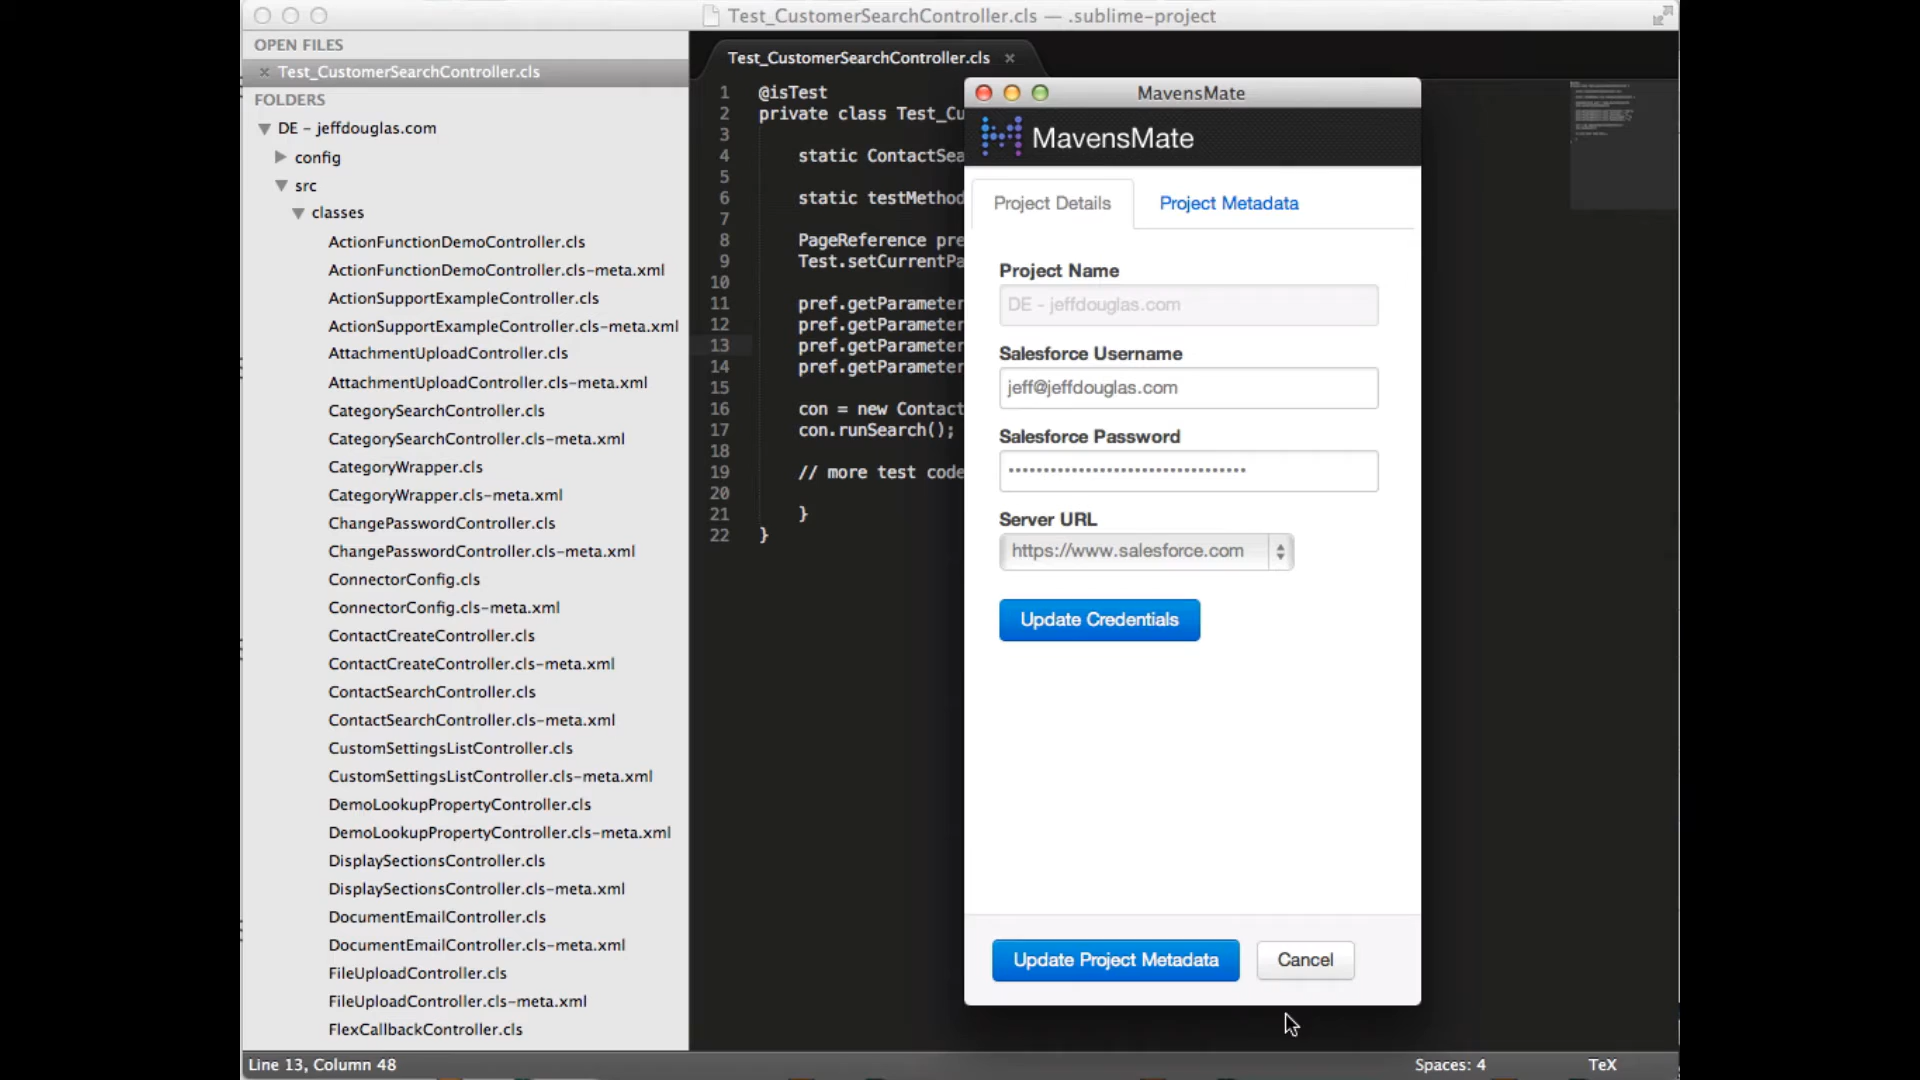 Test_CustomerSearchController.cls — .sublime-project
OPEN FILES
× Test_CustomerSearchController.cls
FOLDERS
DE – jeffdouglas.com
config
src
classes
ActionFunctionDemoController.cls
ActionFunctionDemoController.cls-meta.xml
ActionSupportExampleController.cls
ActionSupportExampleController.cls-meta.xml
AttachmentUploadController.cls
AttachmentUploadController.cls-meta.xml
CategorySearchController.cls
CategorySearchController.cls-meta.xml
CategoryWrapper.cls
CategoryWrapper.cls-meta.xml
ChangePasswordController.cls
ChangePasswordController.cls-meta.xml
ConnectorConfig.cls
ConnectorConfig.cls-meta.xml
ContactCreateController.cls
ContactCreateController.cls-meta.xml
ContactSearchController.cls
ContactSearchController.cls-meta.xml
CustomSettingsListController.cls
CustomSettingsListController.cls-meta.xml
DemoLookupPropertyController.cls
DemoLookupPropertyController.cls-meta.xml
DisplaySectionsController.cls
DisplaySectionsController.cls-meta.xml
DocumentEmailController.cls
DocumentEmailController.cls-meta.xml
FileUploadController.cls
FileUploadController.cls-meta.xml
FlexCallbackController.cls
Test_CustomerSearchController.cls ×
1 @isTest
2 private class Test_Cu
3
4 static ContactSea
5
6 static testMethod
7
8 PageReference pre
9 Test.setCurrentPa
10
11 pref.getParameter
12 pref.getParameter
13 pref.getParameter
14 pref.getParameter
15
16 con = new Contact
17 con.runSearch();
18
19 // more test code
20
21 }
22 }
MavensMate
MavensMate
Project Details
Project Metadata
Project Name
DE - jeffdouglas.com
Salesforce Username
jeff@jeffdouglas.com
Salesforce Password
••••••••••••••••••••••••••••••••••
Server URL
https://www.salesforce.com
Update Credentials
Update Project Metadata
Cancel
Line 13, Column 48
Spaces: 4
TeX